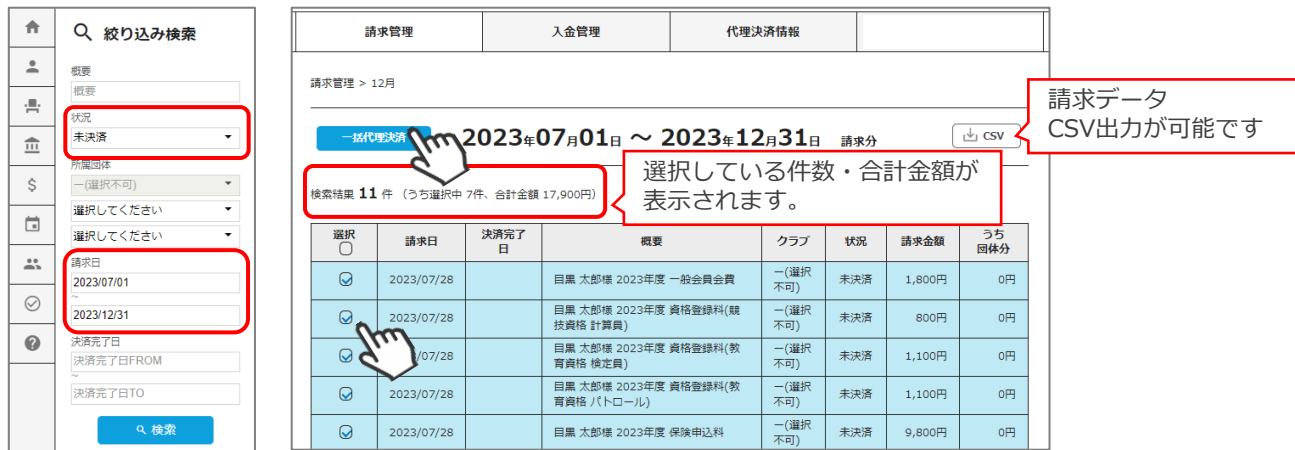 絞り込み検索
概要
概要
状況
未決済
所属団体
ー(選択不可)
選択してください
選択してください
請求日
2023/07/01
~
2023/12/31
決済完了日
決済完了日FROM
~
決済完了日TO
検索
請求管理 入金管理 代理決済情報
請求管理 > 12月
一括代理決済 2023年07月01日 ～ 2023年12月31日 請求分 CSV
検索結果 11 件 （うち選択中 7件、合計金額 17,900円）
請求データ
CSV出力が可能です
選択している件数・合計金額が
表示されます。
選択 請求日 決済完了日 概要 クラブ 状況 請求金額 うち団体分
2023/07/28 目黒 太郎様 2023年度 一般会員会費 ー(選択不可) 未決済 1,800円 0円
2023/07/28 目黒 太郎様 2023年度 資格登録料(競技資格 計算員) ー(選択不可) 未決済 800円 0円
/07/28 目黒 太郎様 2023年度 資格登録料(教育資格 検定員) ー(選択不可) 未決済 1,100円 0円
2023/07/28 目黒 太郎様 2023年度 資格登録料(教育資格 パトロール) ー(選択不可) 未決済 1,100円 0円
2023/07/28 目黒 太郎様 2023年度 保険申込料 ー(選択不可) 未決済 9,800円 0円